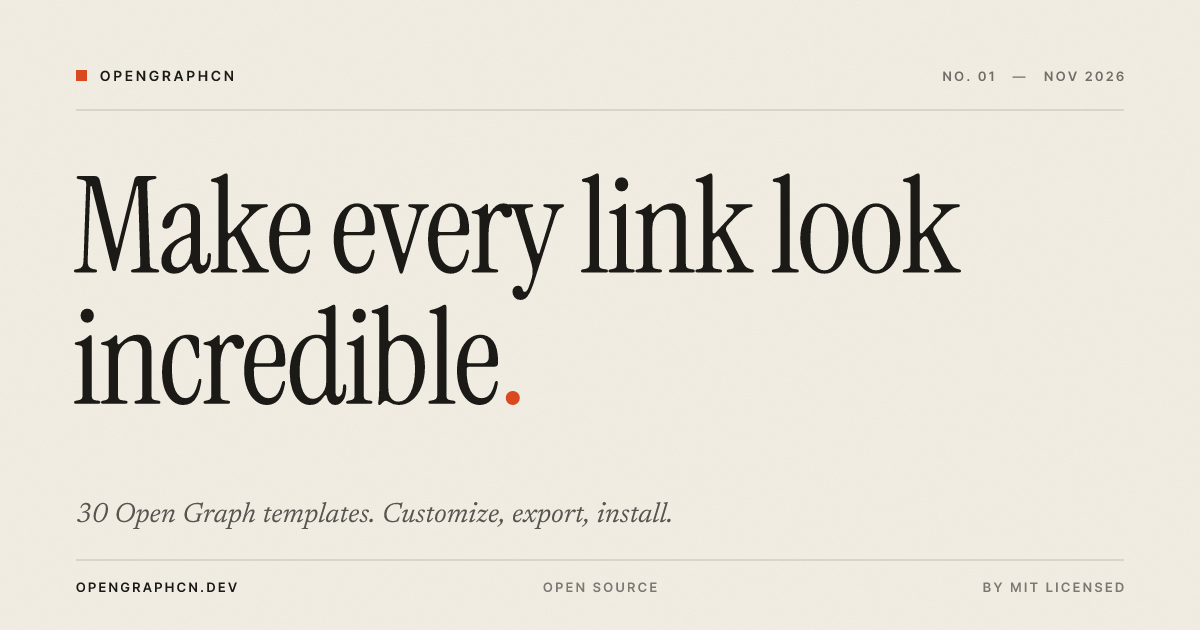 OPENGRAPHCN
NO. 01 — NOV 2026
Make every link look
incredible.
30 Open Graph templates. Customize, export, install.
OPENGRAPHCN.DEV
OPEN SOURCE
BY MIT LICENSED